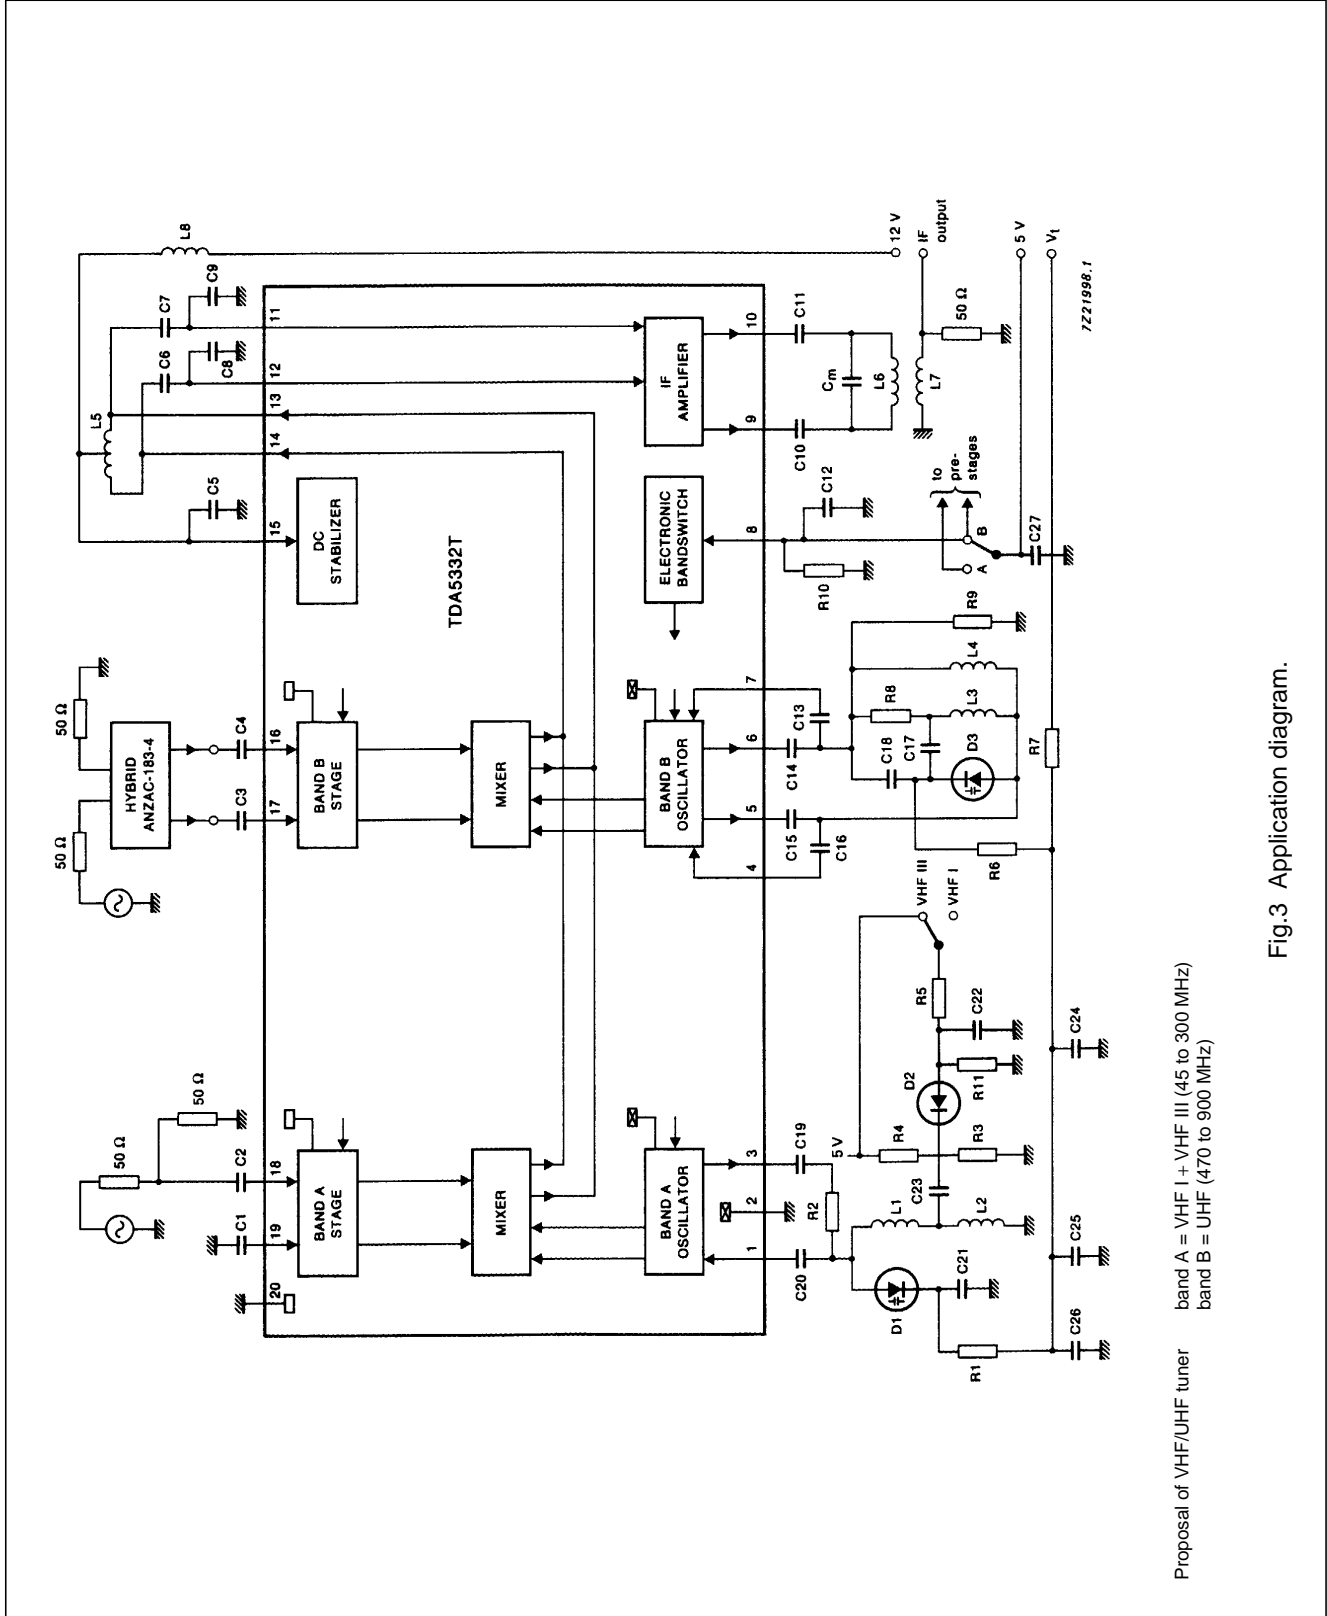 50 Ω
50 Ω
C1
C2
19
18
20
BAND A
STAGE
MIXER
BAND A
OSCILLATOR
1
2
3
50 Ω
50 Ω
HYBRID
ANZAC-183-4
C3
C4
17
16
BAND B
STAGE
MIXER
BAND B
OSCILLATOR
4
5
6
7
L5
L8
C5
C6
C7
C8
C9
15
14
13
12
11
DC
STABILIZER
TDA5332T
ELECTRONIC
BANDSWITCH
IF
AMPLIFIER
8
9
10
C20
C19
R2
D1
C21
R1
L1
L2
C23
5 V
R4
R3
D2
R11
C22
R5
VHF III
VHF I
C15
C16
C14
C13
C18
C17
R8
D3
L3
L4
R9
R6
R7
R10
C12
A
B
to
pre-
stages
C27
C10
C11
Cm
L6
L7
50 Ω
12 V
IF
output
5 V
Vt
C26
C25
C24
7Z21998.1
Proposal of VHF/UHF tuner
band A = VHF I + VHF III (45 to 300 MHz)
band B = UHF (470 to 900 MHz)
Fig.3 Application diagram.